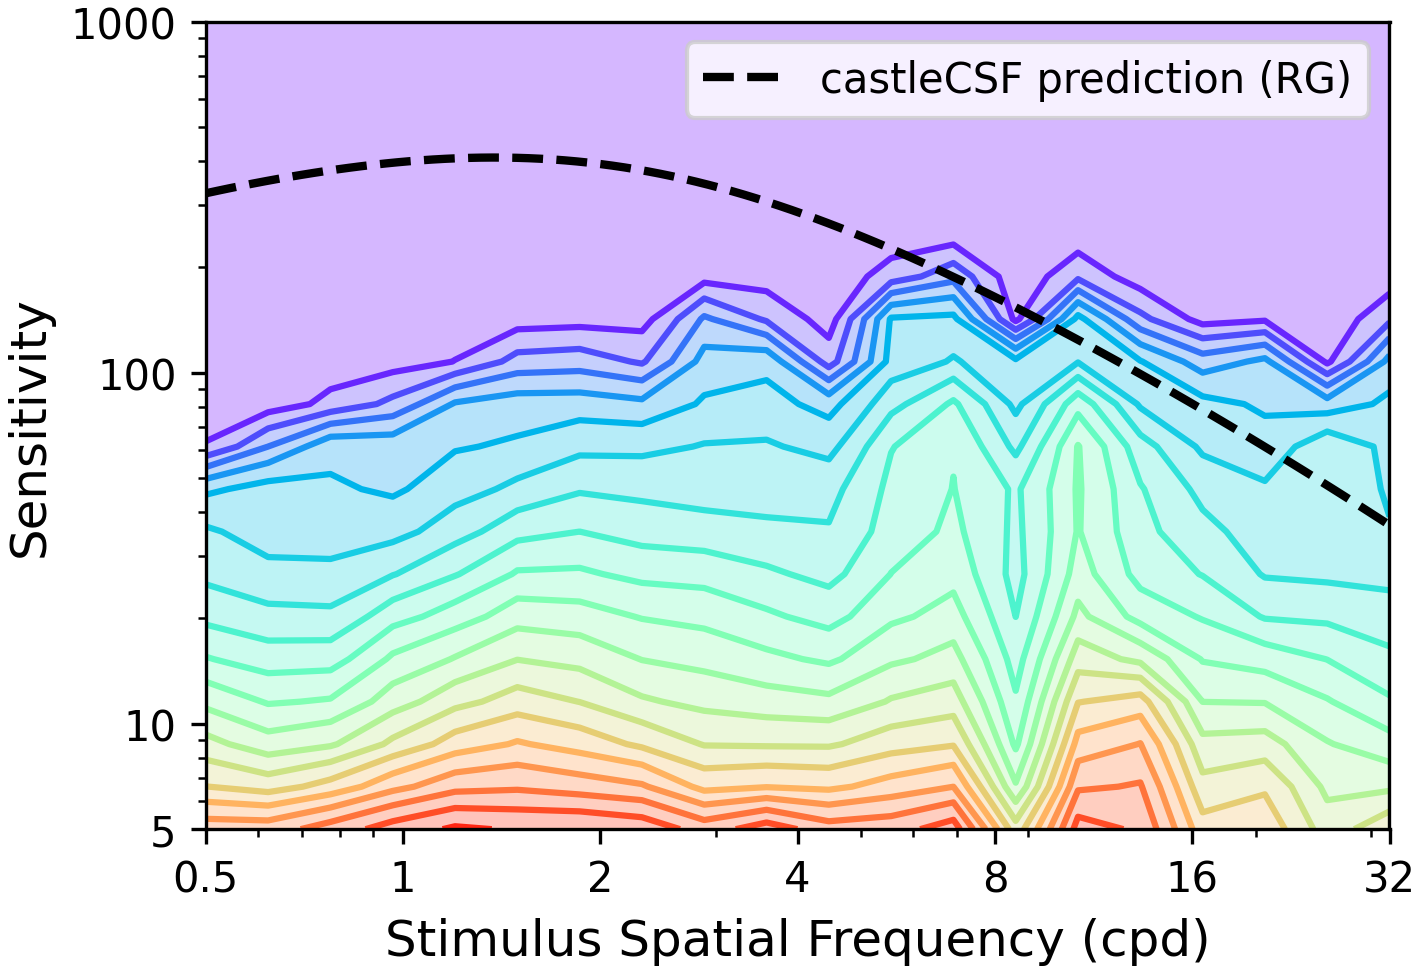 1000
castleCSF prediction (RG)
100
Sensitivity
10
5
0.5 1 2 4 8 16 32
Stimulus Spatial Frequency (cpd)